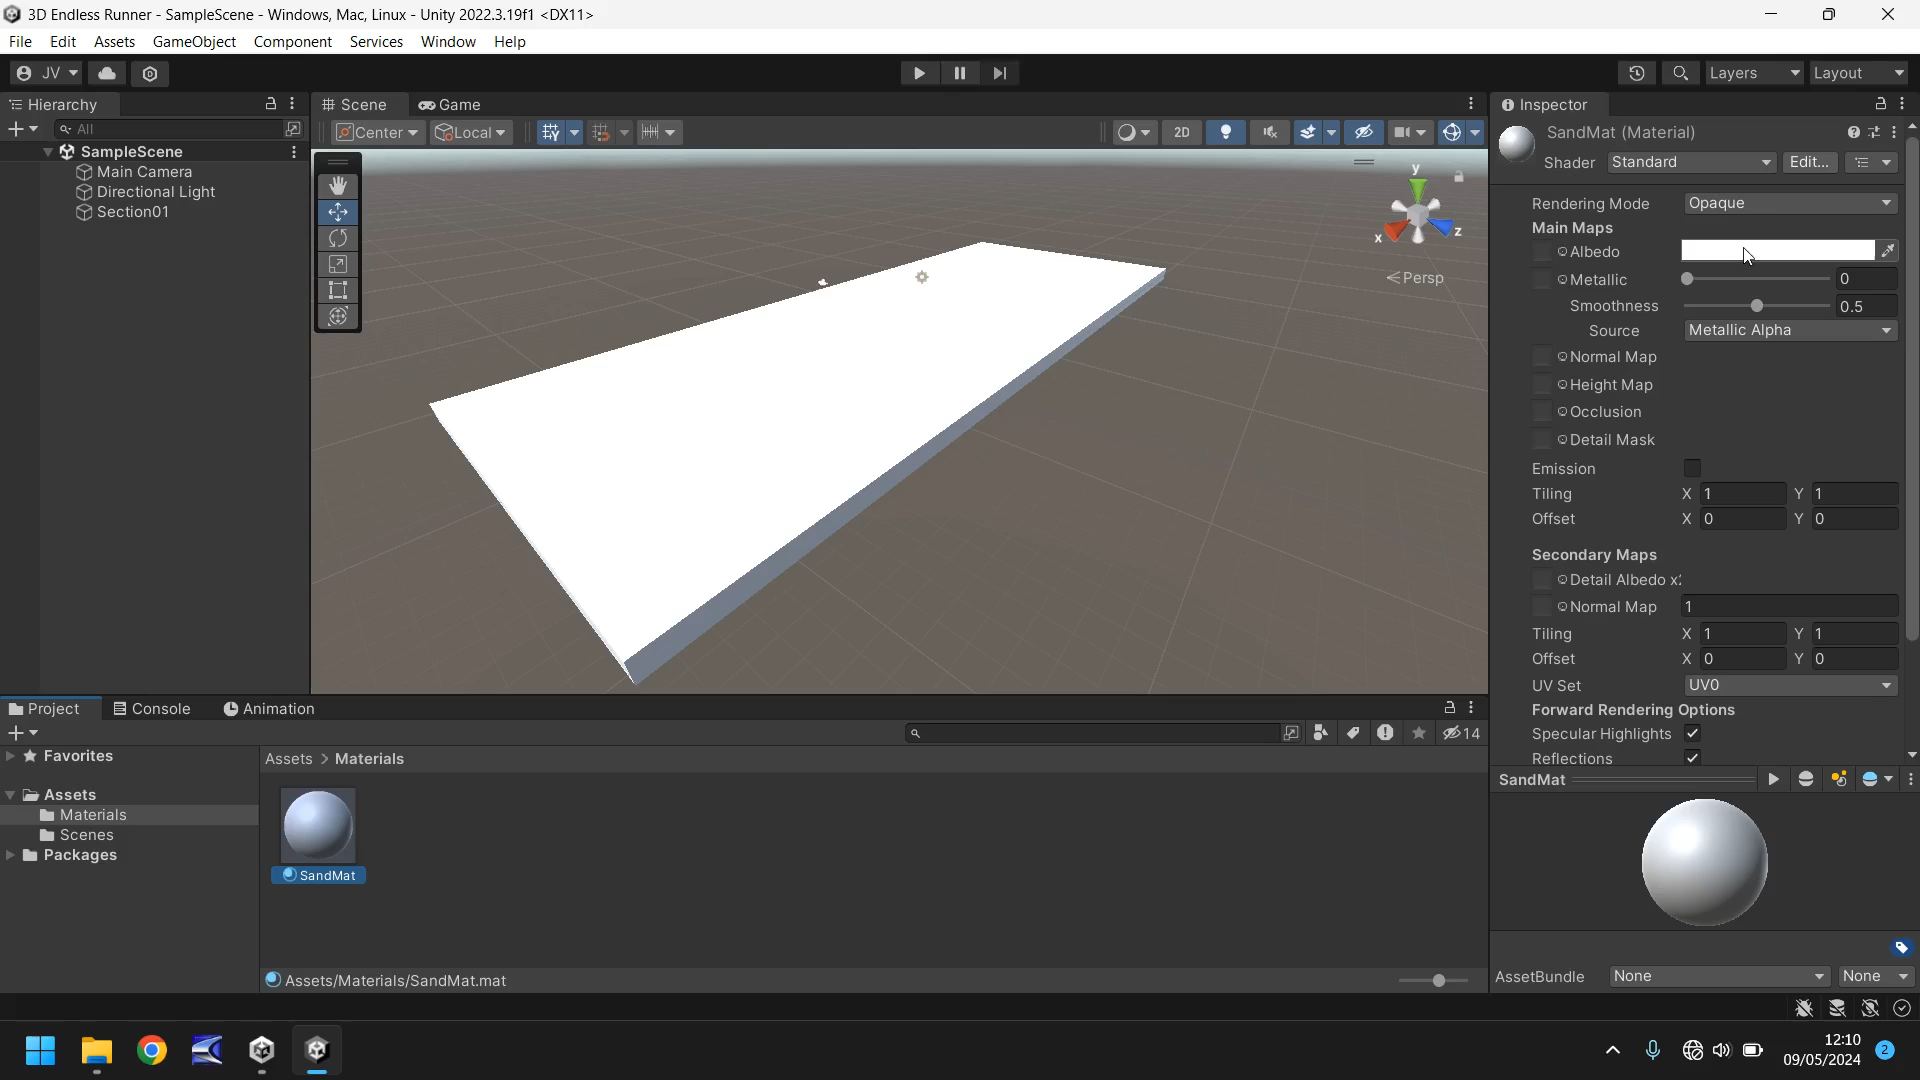 3D Endless Runner - SampleScene - Windows, Mac, Linux - Unity 2022.3.19f1 <DX11>
File Edit Assets GameObject Component Services Window Help
JV Layers Layout
Hierarchy
All
SampleScene
Main Camera
Directional Light
Section01
Scene Game
Center Local 2D
y
x z
Persp
Inspector
SandMat (Material)
Shader Standard Edit...
Rendering Mode Opaque
Main Maps
Albedo
Metallic 0
Smoothness 0.5
Source Metallic Alpha
Normal Map
Height Map
Occlusion
Detail Mask
Emission
Tiling X 1 Y 1
Offset X 0 Y 0
Secondary Maps
Detail Albedo x
Normal Map 1
Tiling X 1 Y 1
Offset X 0 Y 0
UV Set UV0
Forward Rendering Options
Specular Highlights
Reflections
SandMat
AssetBundle None None
Project Console Animation
14
Favorites
Assets
Materials
Scenes
Packages
Assets > Materials
SandMat
Assets/Materials/SandMat.mat
12:10
09/05/2024
2